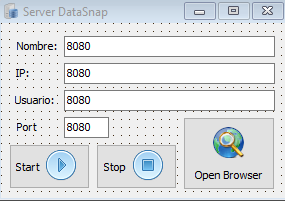 Server DataSnap
Nombre: 8080
IP: 8080
Usuario: 8080
Port 8080
Start
Stop
Open Browser